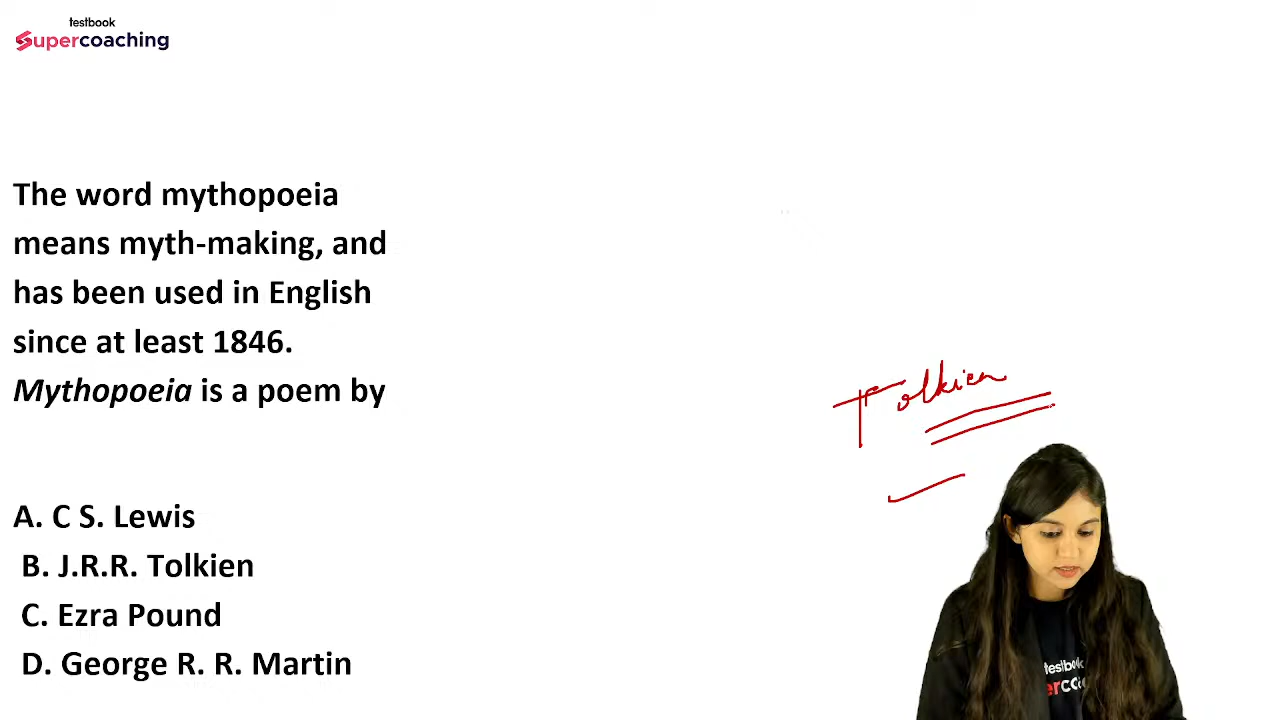 testbook
Supercoaching
The word mythopoeia
means myth-making, and
has been used in English
since at least 1846.
Mythopoeia is a poem by
Tolkien
A. C S. Lewis
B. J.R.R. Tolkien
C. Ezra Pound
D. George R. R. Martin
testbook